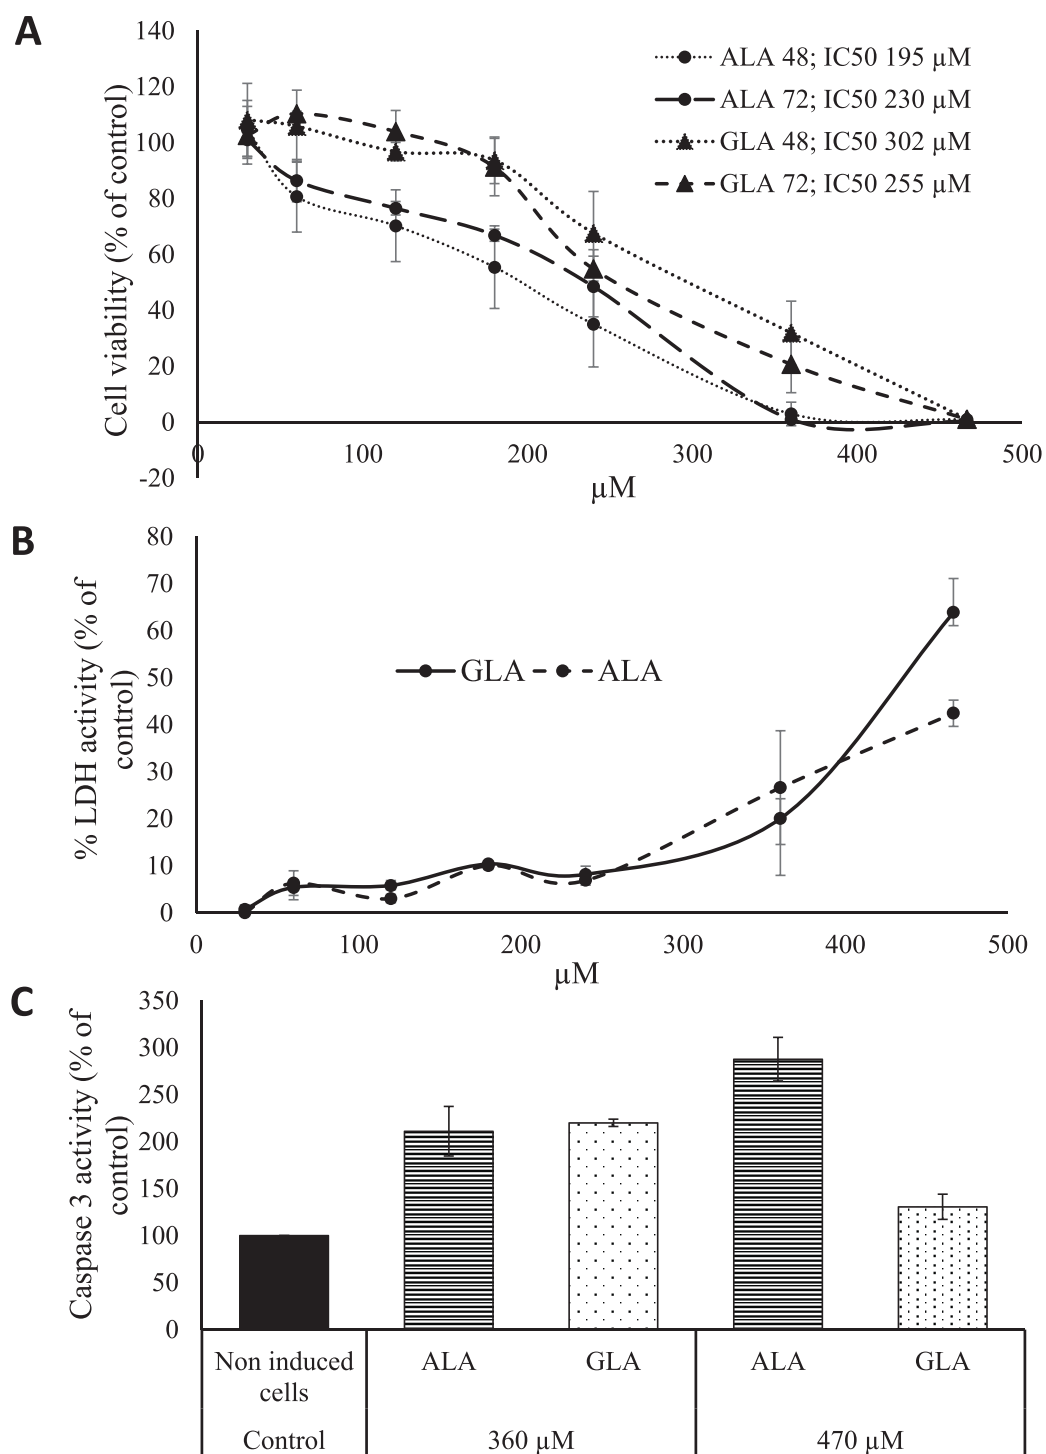 A
140
120
100
80
60
40
20
0
-20
Cell viability (% of control)
ALA 48; IC50 195 µM
ALA 72; IC50 230 µM
GLA 48; IC50 302 µM
GLA 72; IC50 255 µM
0 100 200 300 400 500
µM
B
80
70
60
50
40
30
20
10
0
% LDH activity (% of
control)
GLA ALA
0 100 200 300 400 500
µM
C
350
300
250
200
150
100
50
0
Caspase 3 activity (% of
control)
Non induced ALA GLA ALA GLA
cells
Control 360 µM 470 µM